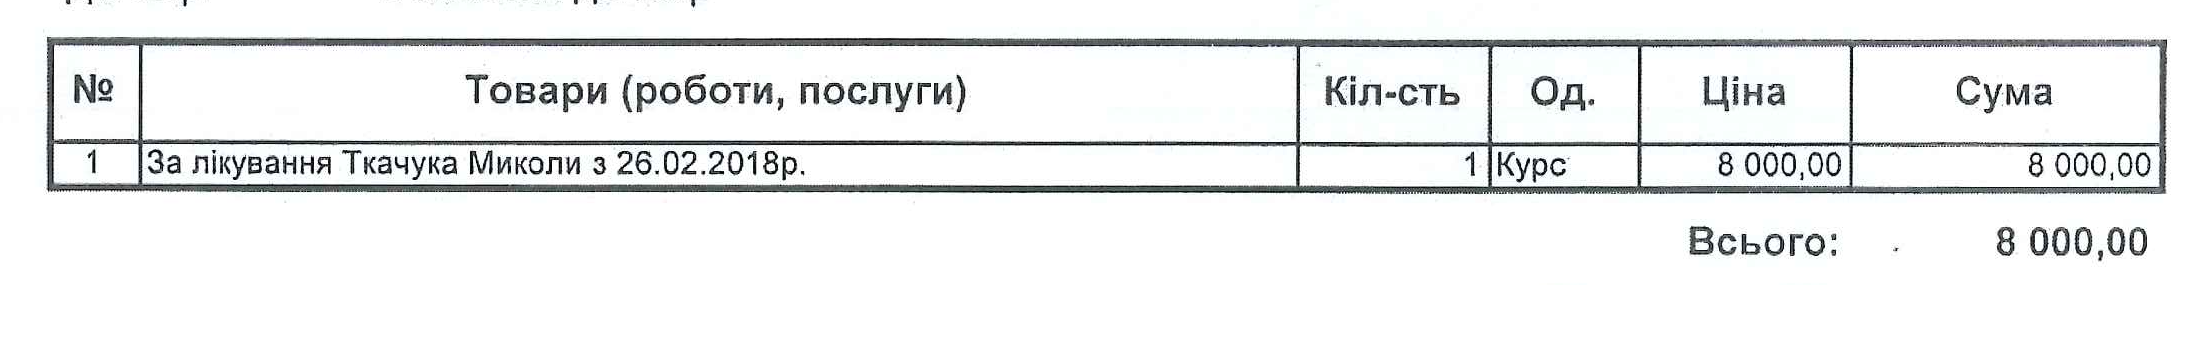 № Товари (роботи, послуги) Кіл-сть Од. Ціна Сума
1 За лікування Ткачука Миколи з 26.02.2018р. 1 Курс 8 000,00 8 000,00
Всього: 8 000,00